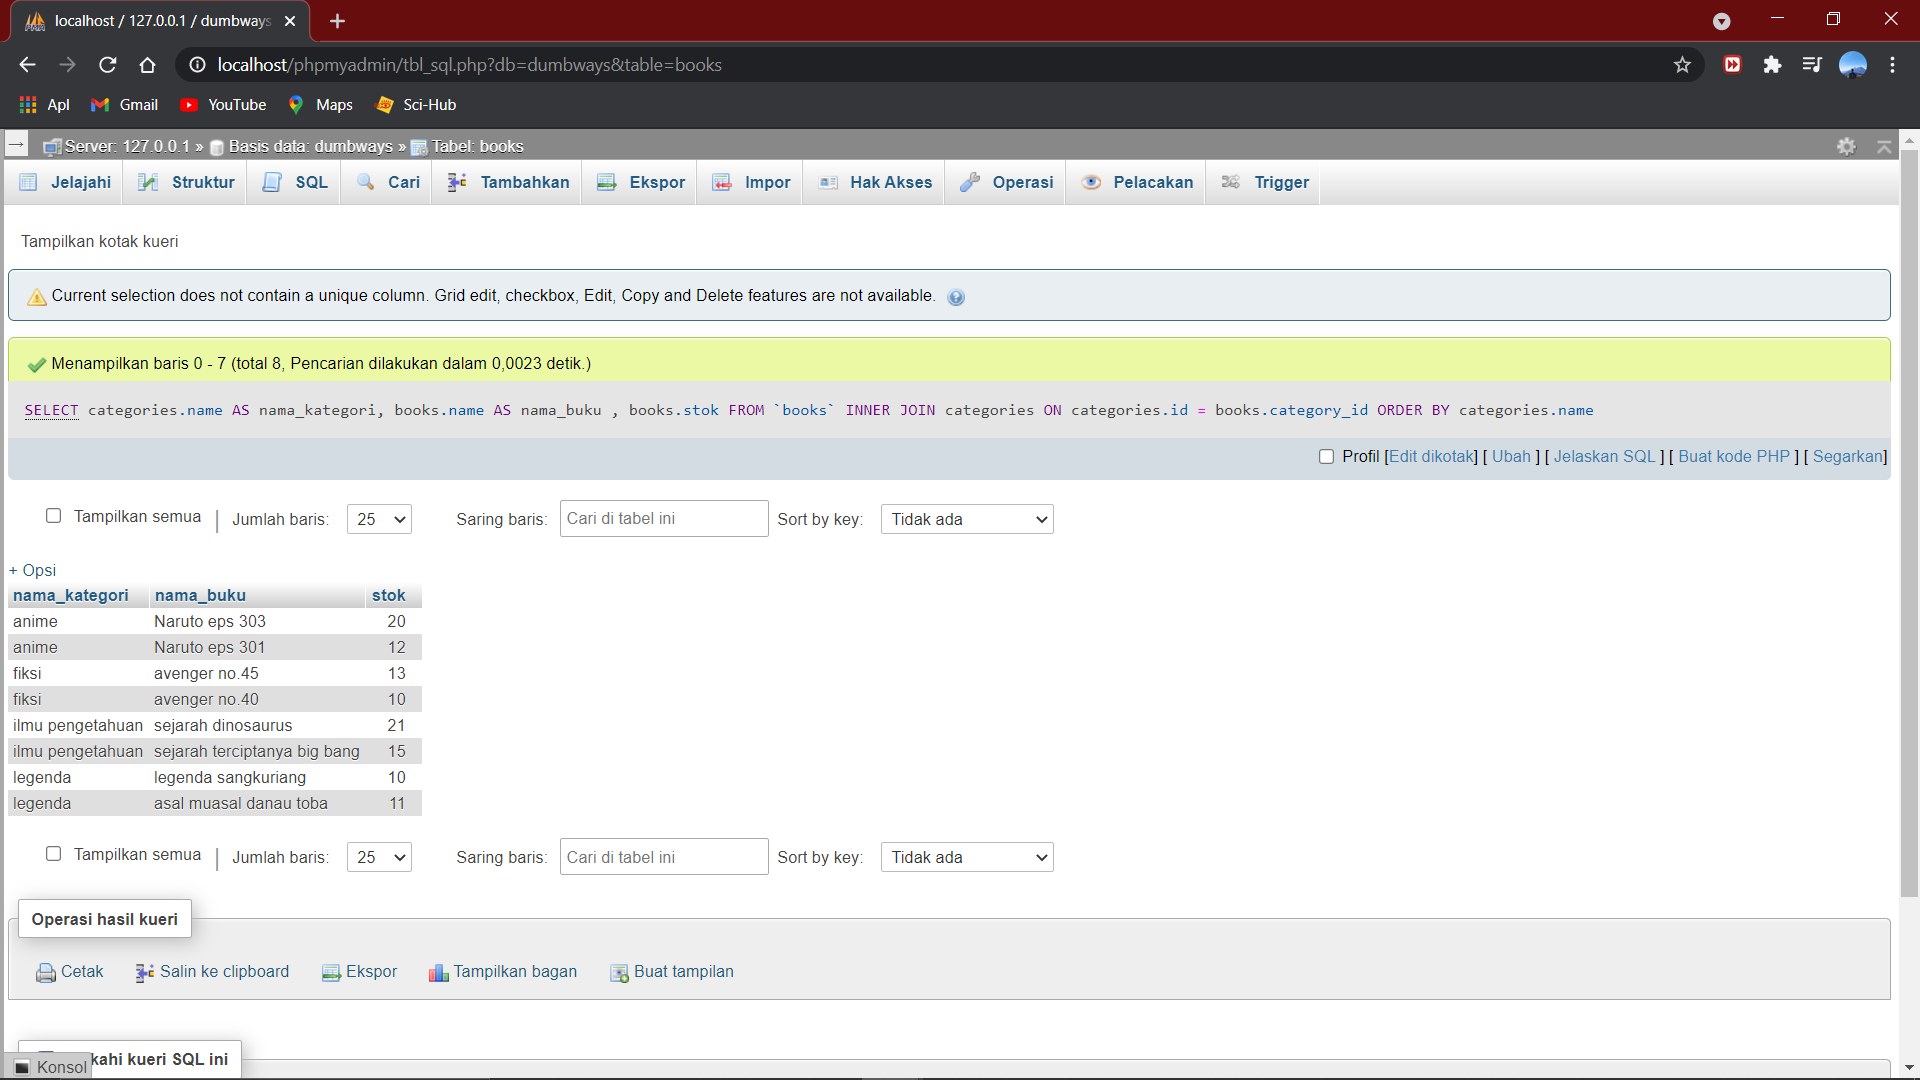 localhost / 127.0.0.1 / dumbways
localhost/phpmyadmin/tbl_sql.php?db=dumbways&table=books
Apl Gmail YouTube Maps Sci-Hub
Server: 127.0.0.1 » Basis data: dumbways » Tabel: books
Jelajahi Struktur SQL Cari Tambahkan Ekspor Impor Hak Akses Operasi Pelacakan Trigger
Tampilkan kotak kueri
Current selection does not contain a unique column. Grid edit, checkbox, Edit, Copy and Delete features are not available.
Menampilkan baris 0 - 7 (total 8, Pencarian dilakukan dalam 0,0023 detik.)
SELECT categories.name AS nama_kategori, books.name AS nama_buku , books.stok FROM `books` INNER JOIN categories ON categories.id = books.category_id ORDER BY categories.name
Profil [Edit dikotak] [ Ubah ] [ Jelaskan SQL ] [ Buat kode PHP ] [ Segarkan]
Tampilkan semua | Jumlah baris: 25 Saring baris: Cari di tabel ini Sort by key: Tidak ada
+ Opsi
nama_kategori nama_buku stok
anime Naruto eps 303 20
anime Naruto eps 301 12
fiksi avenger no.45 13
fiksi avenger no.40 10
ilmu pengetahuan sejarah dinosaurus 21
ilmu pengetahuan sejarah terciptanya big bang 15
legenda legenda sangkuriang 10
legenda asal muasal danau toba 11
Tampilkan semua | Jumlah baris: 25 Saring baris: Cari di tabel ini Sort by key: Tidak ada
Operasi hasil kueri
Cetak Salin ke clipboard Ekspor Tampilkan bagan Buat tampilan
kahi kueri SQL ini
Konsol